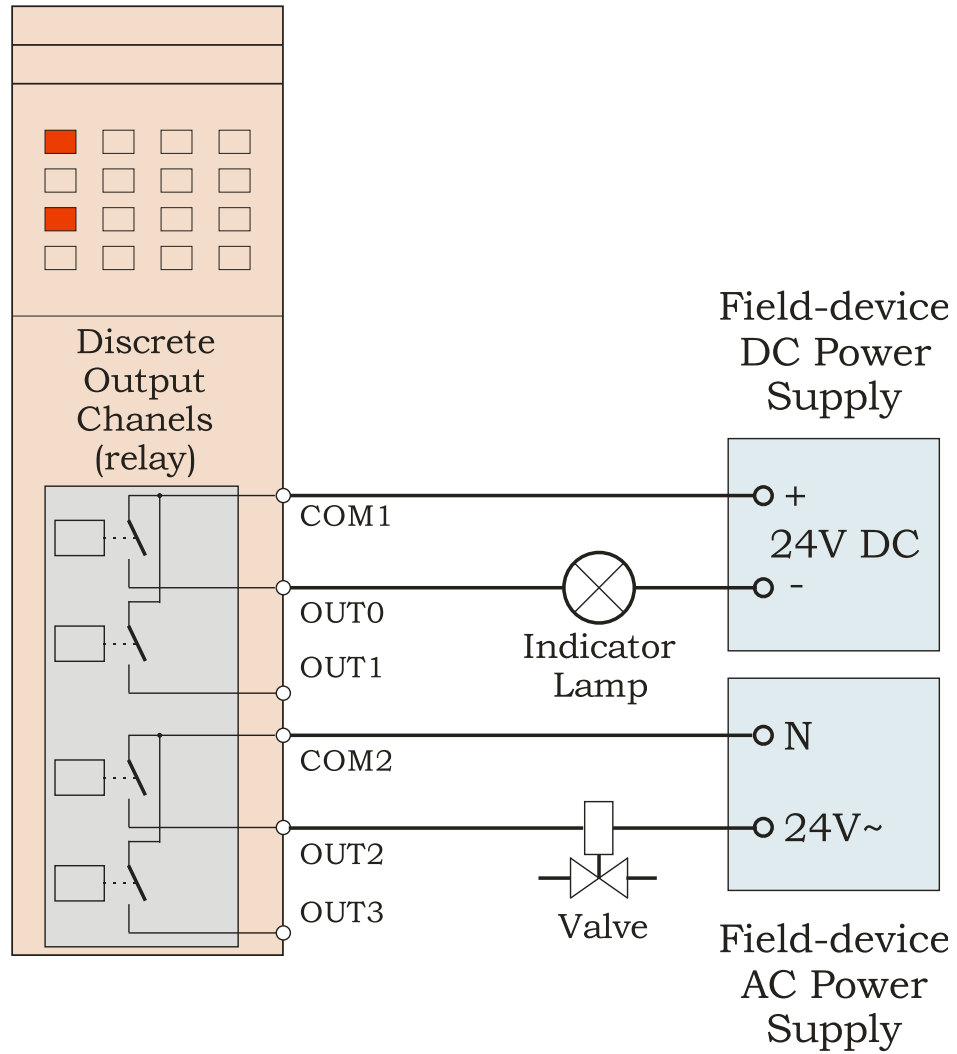 Discrete
Output
Chanels
(relay)
COM1
OUT0
OUT1
COM2
OUT2
OUT3
Indicator
Lamp
Valve
Field-device
DC Power
Supply
+
24V DC
-
N
24V~
Field-device
AC Power
Supply